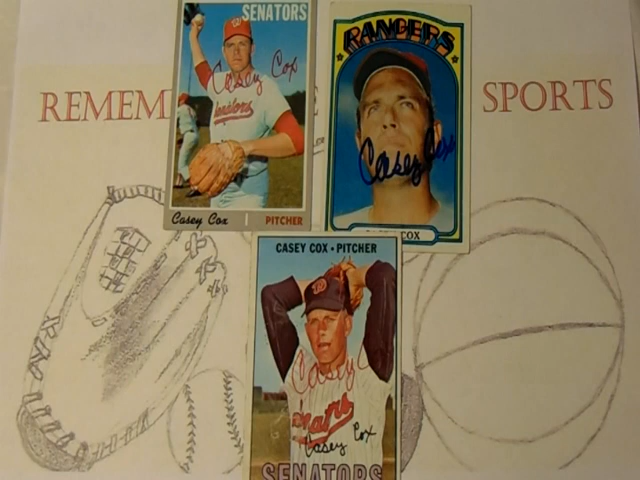 SENATORS
Casey Cox
Senators
Casey Cox | PITCHER
RANGERS
Casey Cox
COX
REMEM
SPORTS
CASEY COX • PITCHER
Casey
Casey Cox
SENATORS